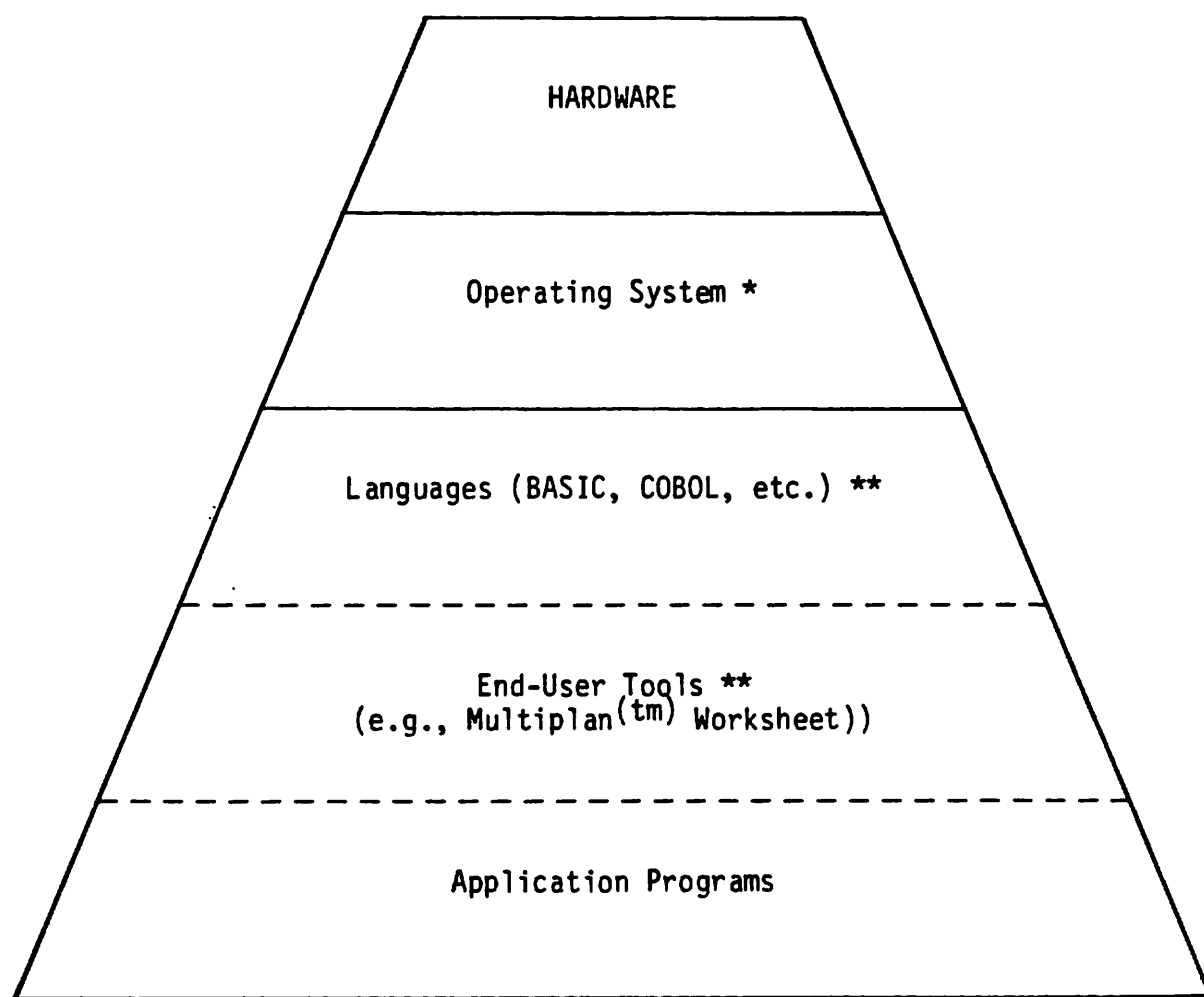 HARDWARE
Operating System *
Languages (BASIC, COBOL, etc.) **
End-User Tools **
(e.g., Multiplan(tm) Worksheet))
Application Programs